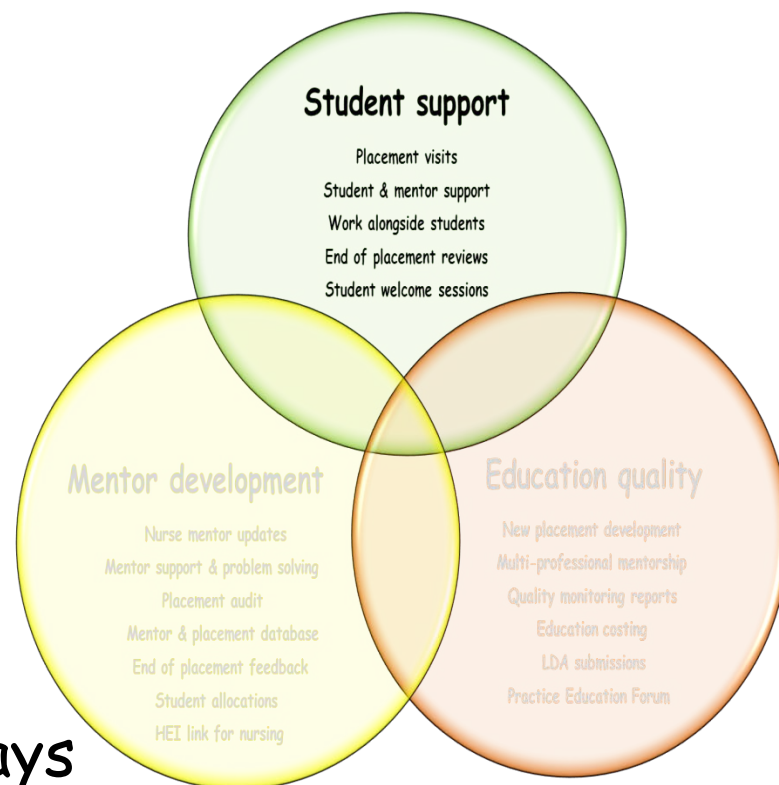 Student support
Placement visits
Student & mentor support
Work alongside students
End of placement reviews
Student welcome sessions
Mentor development
Nurse mentor updates
Mentor support & problem solving
Placement audit
Mentor & placement database
End of placement feedback
Student allocations
HEI link for nursing
Education quality
New placement development
Multi-professional mentorship
Quality monitoring reports
Education costing
LDA submissions
Practice Education Forum